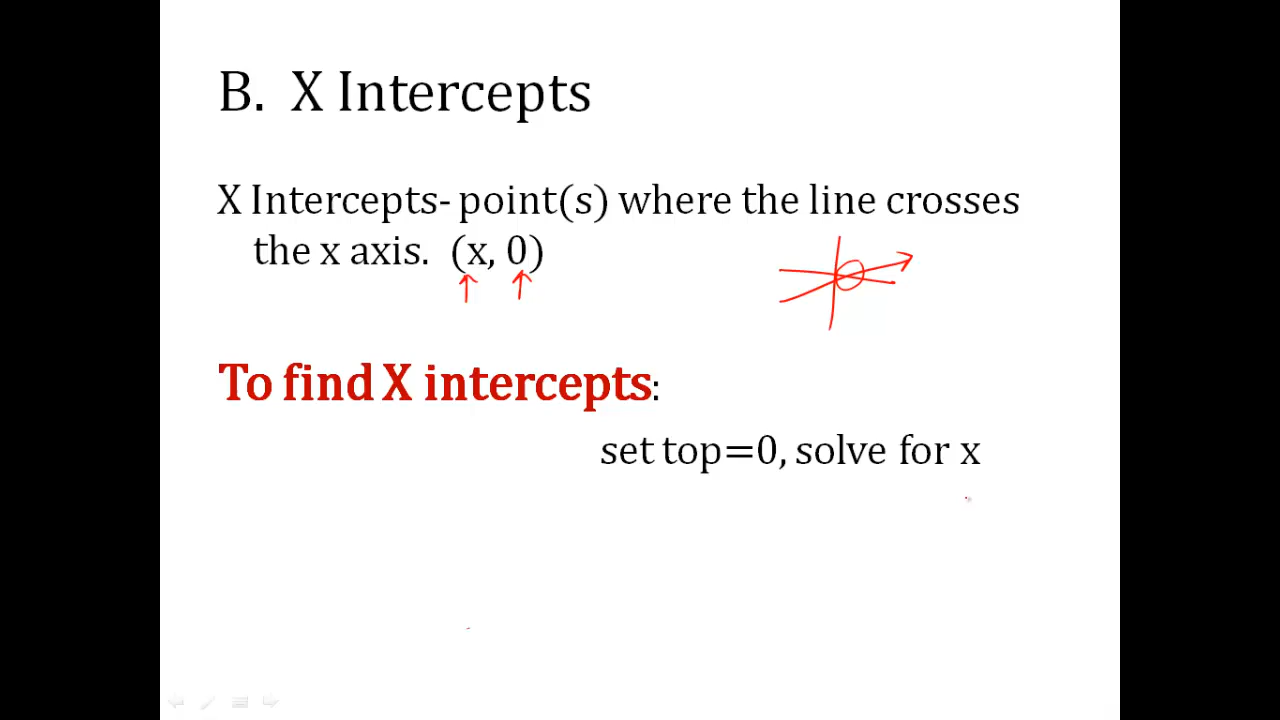 B. X Intercepts
X Intercepts- point(s) where the line crosses
the x axis. (x, 0)
To find X intercepts:
set top=0, solve for x